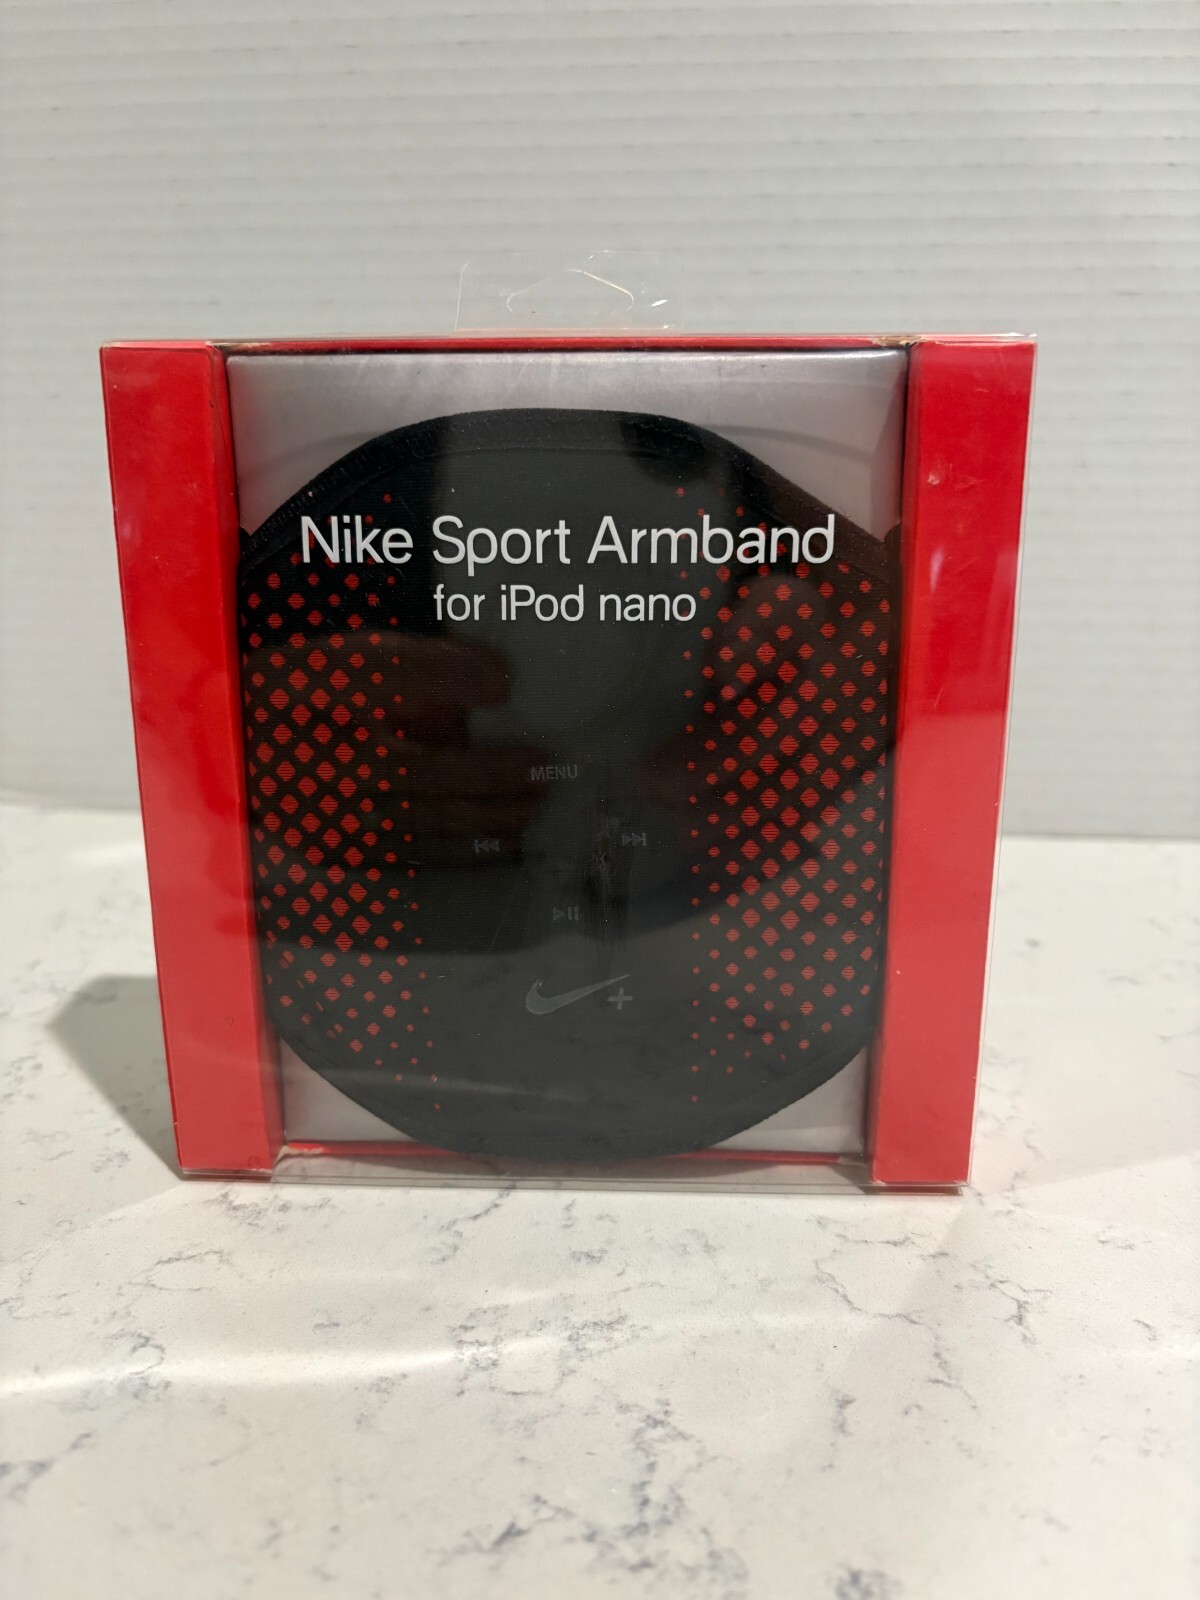 Nike Sport Armband
for iPod nano
MENU
+